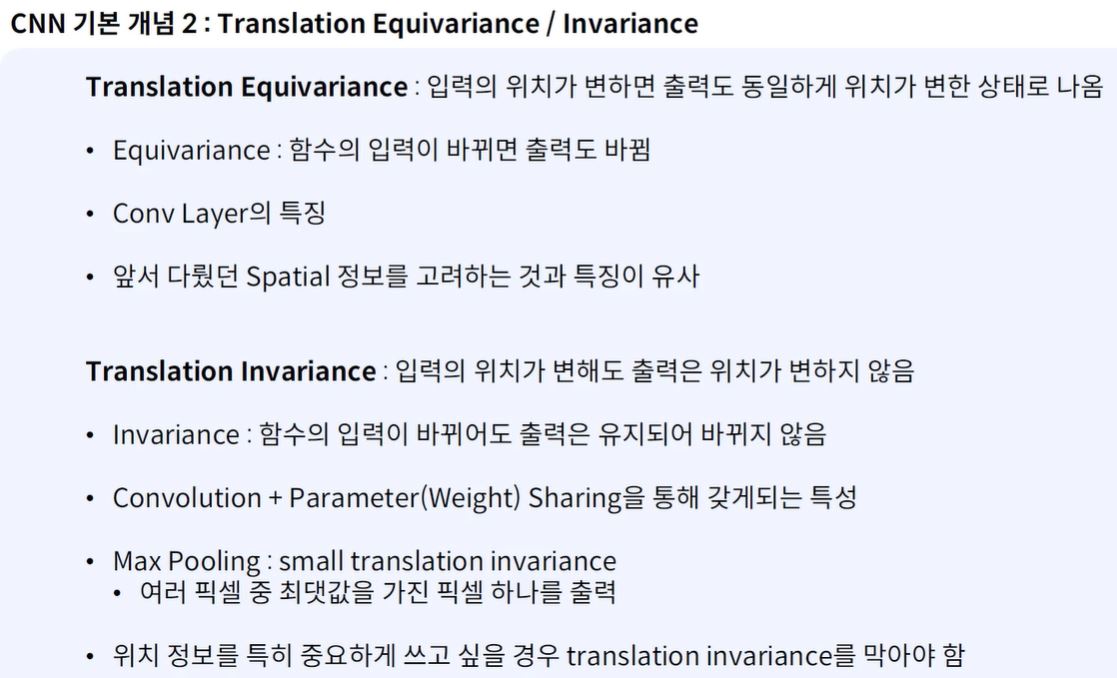 CNN 기본 개념 2 : Translation Equivariance / Invariance
Translation Equivariance : 입력의 위치가 변하면 출력도 동일하게 위치가 변한 상태로 나옴
• Equivariance : 함수의 입력이 바뀌면 출력도 바뀜
• Conv Layer의 특징
• 앞서 다뤘던 Spatial 정보를 고려하는 것과 특징이 유사
Translation Invariance : 입력의 위치가 변해도 출력은 위치가 변하지 않음
• Invariance : 함수의 입력이 바뀌어도 출력은 유지되어 바뀌지 않음
• Convolution + Parameter(Weight) Sharing을 통해 갖게되는 특성
• Max Pooling : small translation invariance
• 여러 픽셀 중 최댓값을 가진 픽셀 하나를 출력
• 위치 정보를 특히 중요하게 쓰고 싶을 경우 translation invariance를 막아야 함